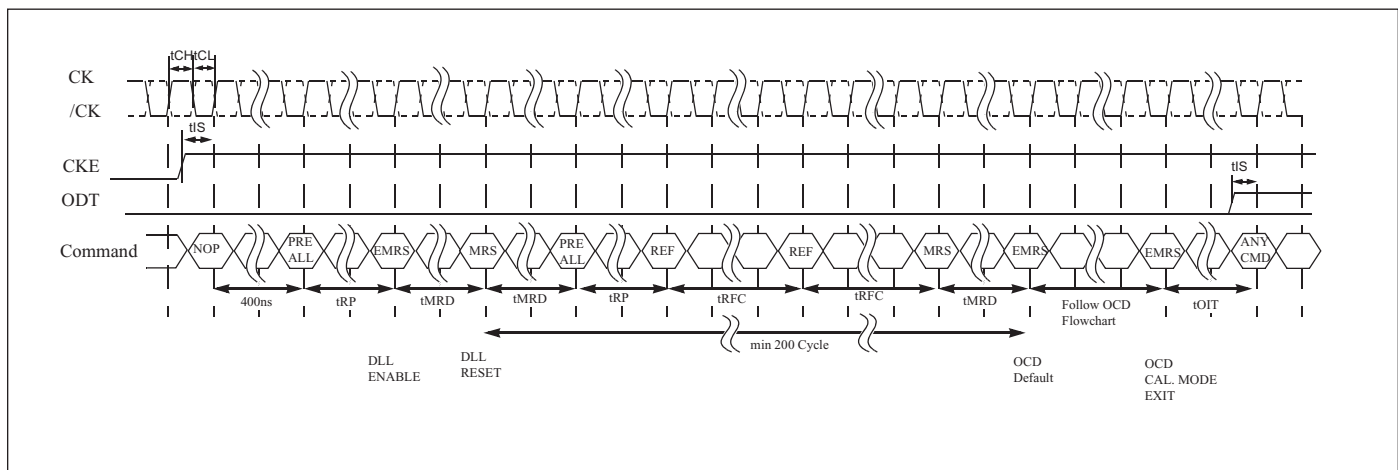 tCH tCL
CK
/CK
tIS
CKE
tIS
ODT
Command
NOP
PRE
ALL
EMRS
MRS
PRE
ALL
REF
REF
MRS
EMRS
EMRS
ANY
CMD
400ns
tRP
tMRD
tMRD
tRP
tRFC
tRFC
tMRD
Follow OCD
Flowchart
tOIT
min 200 Cycle
DLL
ENABLE
DLL
RESET
OCD
Default
OCD
CAL. MODE
EXIT